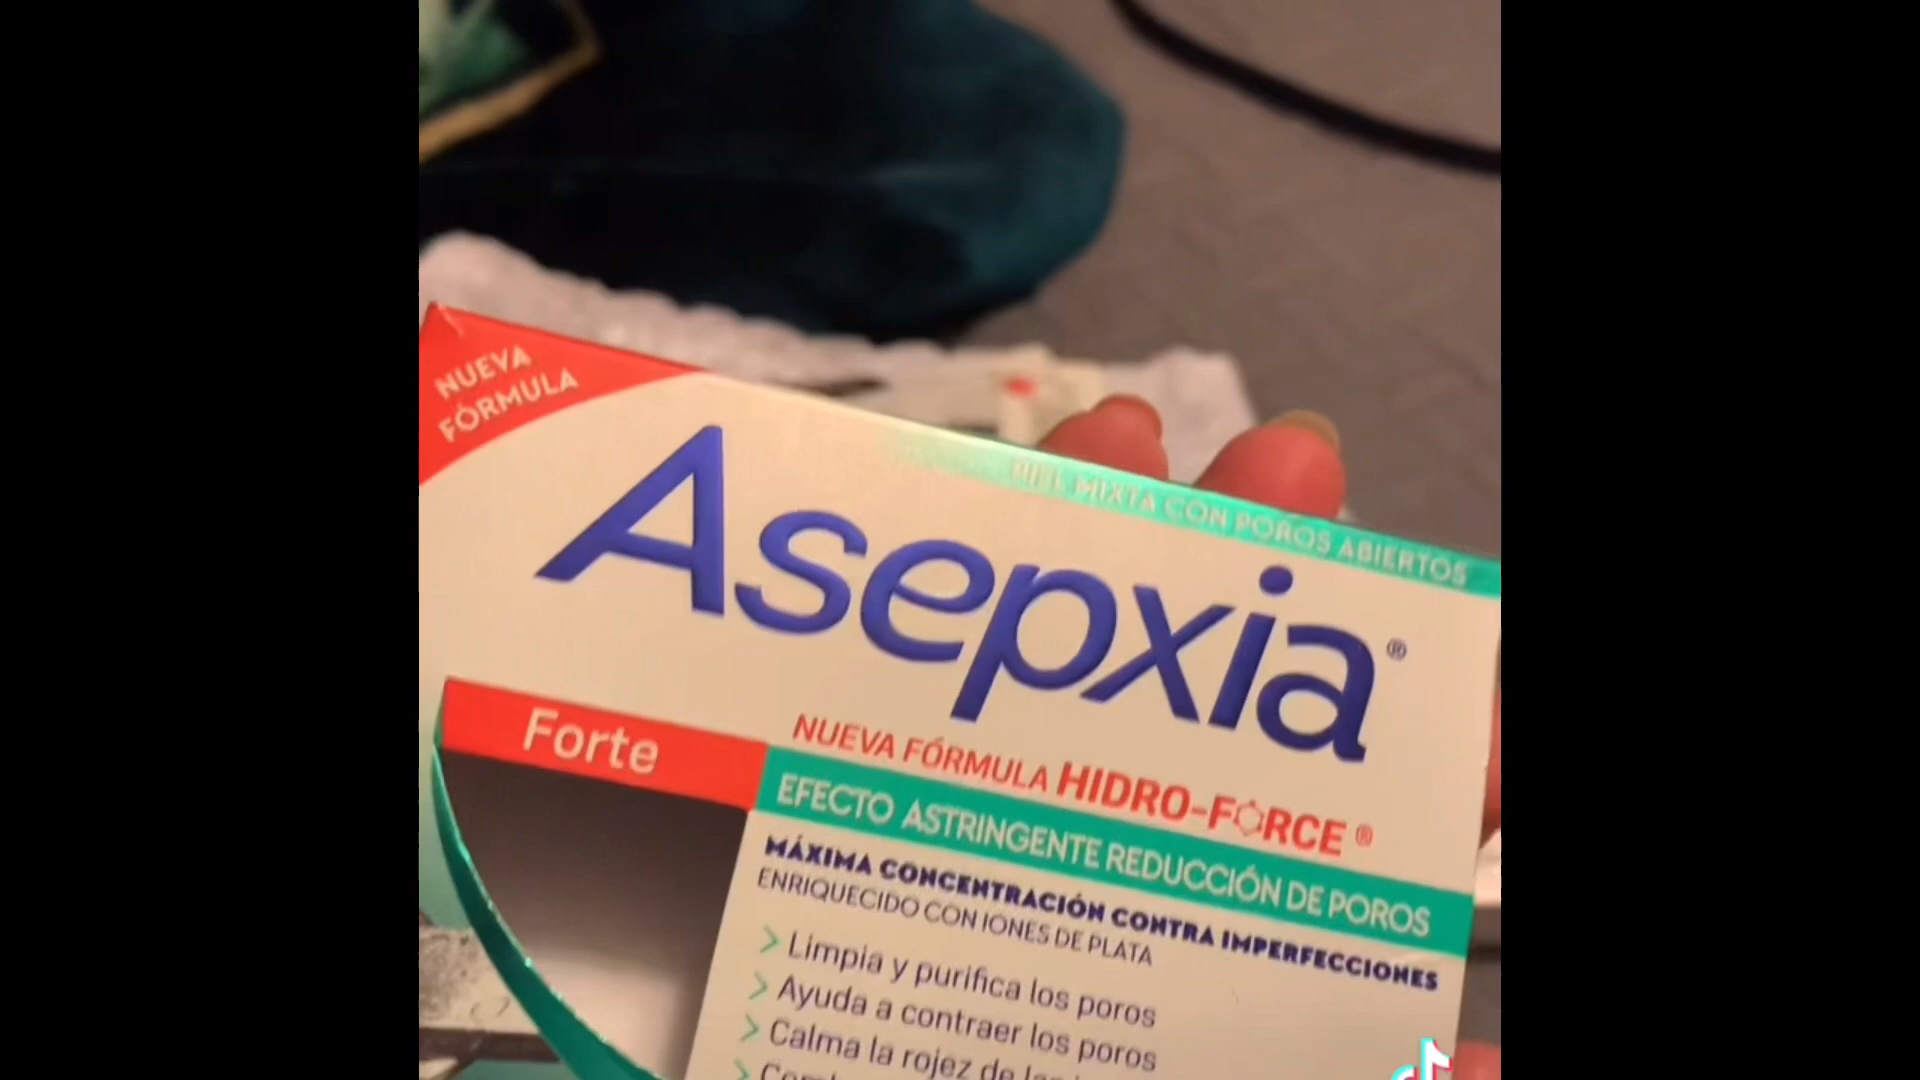 NUEVA
FÓRMULA
PIEL MIXTA CON POROS ABIERTOS
Asepxia®
Forte
NUEVA FÓRMULA HIDRO-FORCE®
EFECTO ASTRINGENTE REDUCCIÓN DE POROS
MÁXIMA CONCENTRACIÓN CONTRA IMPERFECCIONES
ENRIQUECIDO CON IONES DE PLATA
> Limpia y purifica los poros
> Ayuda a contraer los poros
> Calma la rojez de